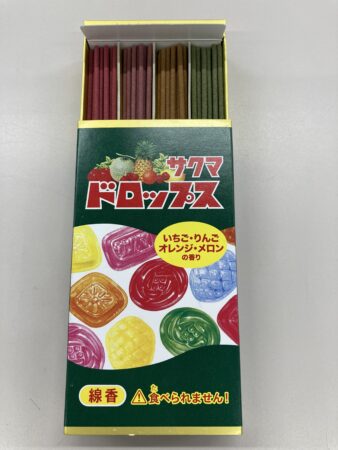 サクマ
ドロップス
いちご・りんご
オレンジ・メロン
の香り
線香
食べられません!
た